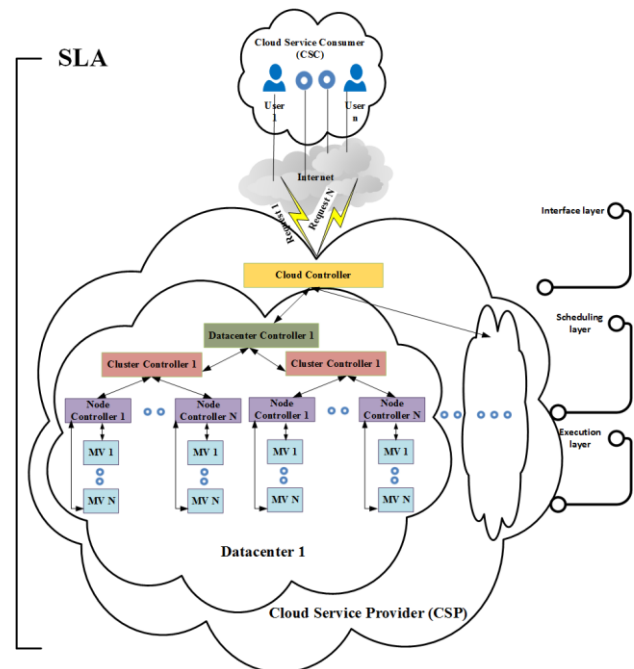 SLA
Cloud Service Consumer
(CSC)
User
1
User
n
Internet
Request 1
Request N
Interface layer
Cloud Controller
Scheduling
layer
Datacenter Controller 1
Cluster Controller 1
Cluster Controller 1
Node
Controller 1
Node
Controller N
Node
Controller 1
Node
Controller N
Execution
layer
MV 1
MV 1
MV 1
MV 1
MV N
MV N
MV N
MV N
Datacenter 1
Cloud Service Provider (CSP)